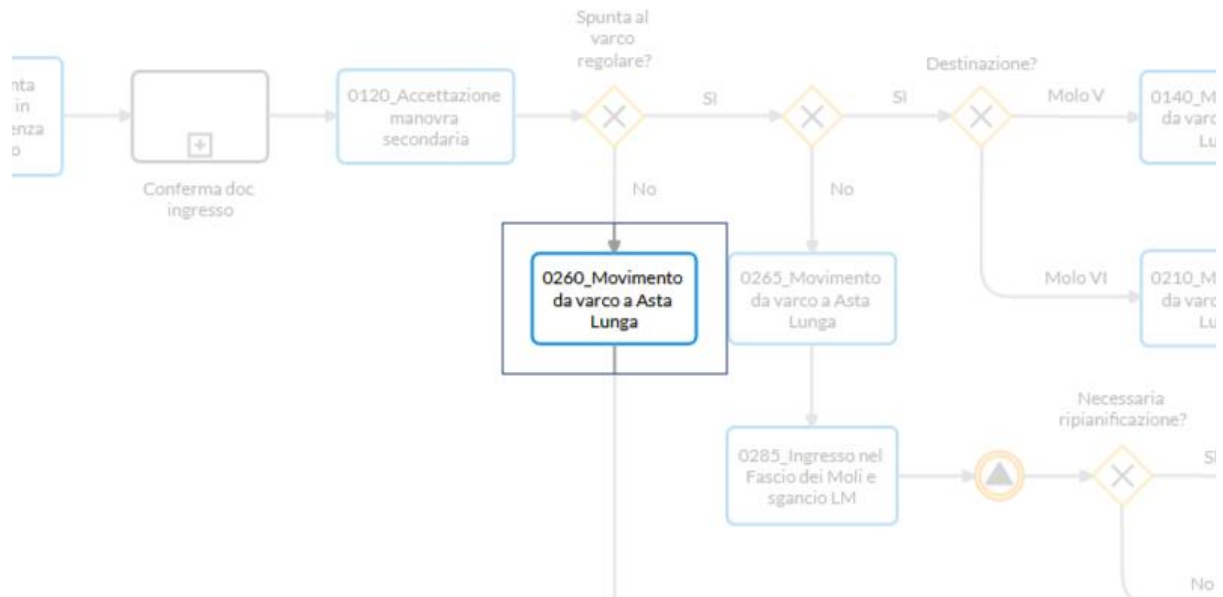 Spunta al
varco
regolare?
Destinazione?
nta
in
enza
o
0120_Accettazione
manovra
secondaria
SI
SI
Molo V
0140_M
da varc
Lu
Conferma doc
ingresso
No
No
0260_Movimento
da varco a Asta
Lunga
0265_Movimento
da varco a Asta
Lunga
Molo VI
0210_M
da varc
Lu
Necessaria
ripianificazione?
0285_Ingresso nel
Fascio dei Moli e
sgancio LM
SI
No